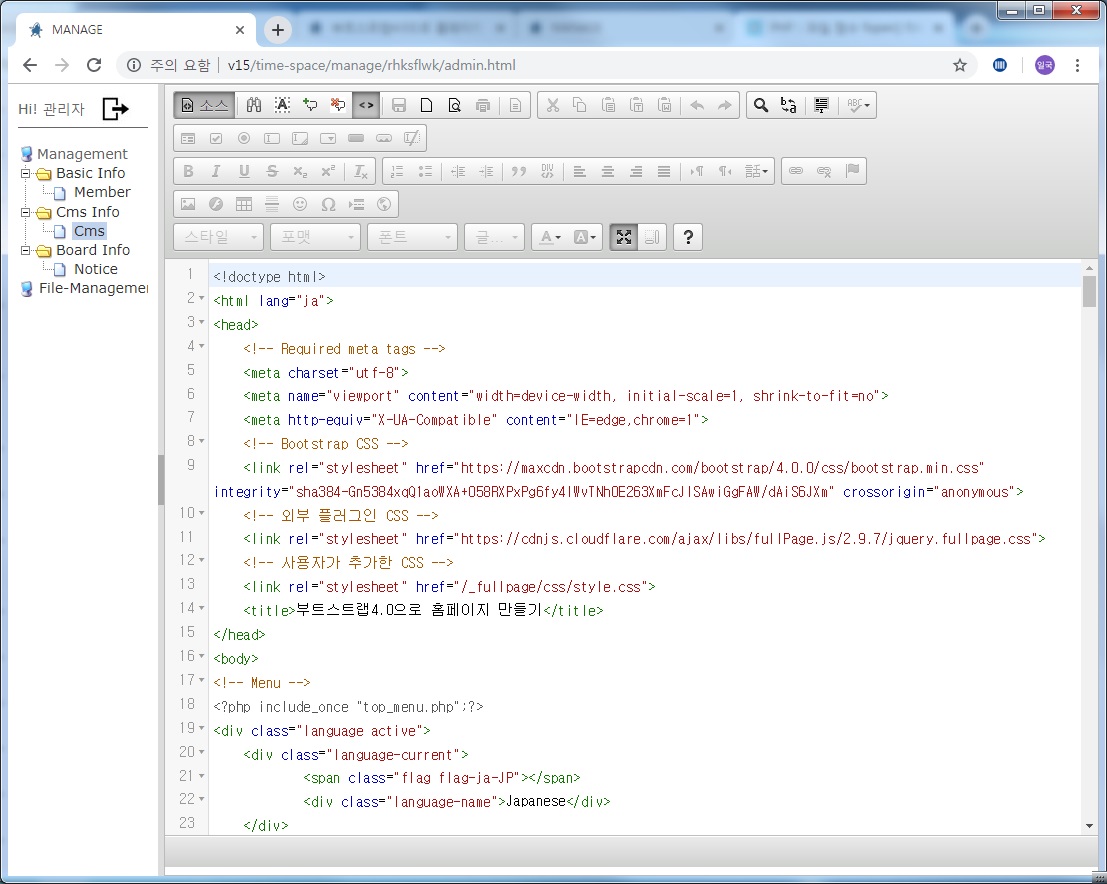 MANAGE
주의 요함 v15/time-space/manage/rhksflwk/admin.html
일국
Hi! 관리자
Management
Basic Info
Member
Cms Info
Cms
Board Info
Notice
File-Managemer
소스
스타일 포맷 폰트 글...
1 <!doctype html>
2 <html lang="ja">
3 <head>
4 <!-- Required meta tags -->
5 <meta charset="utf-8">
6 <meta name="viewport" content="width=device-width, initial-scale=1, shrink-to-fit=no">
7 <meta http-equiv="X-UA-Compatible" content="IE=edge,chrome=1">
8 <!-- Bootstrap CSS -->
9 <link rel="stylesheet" href="https://maxcdn.bootstrapcdn.com/bootstrap/4.0.0/css/bootstrap.min.css"
integrity="sha384-Gn5384xqQ1aoWXA+058RXPxPg6fy4IWvTNh0E263XmFcJlSAwiGgFAW/dAiS6JXm" crossorigin="anonymous">
10 <!-- 외부 플러그인 CSS -->
11 <link rel="stylesheet" href="https://cdnjs.cloudflare.com/ajax/libs/fullPage.js/2.9.7/jquery.fullpage.css">
12 <!-- 사용자가 추가한 CSS -->
13 <link rel="stylesheet" href="/_fullpage/css/style.css">
14 <title>부트스트랩4.0으로 홈페이지 만들기</title>
15 </head>
16 <body>
17 <!-- Menu -->
18 <?php include_once "top_menu.php";?>
19 <div class="language active">
20 <div class="language-current">
21 <span class="flag flag-ja-JP"></span>
22 <div class="language-name">Japanese</div>
23 </div>